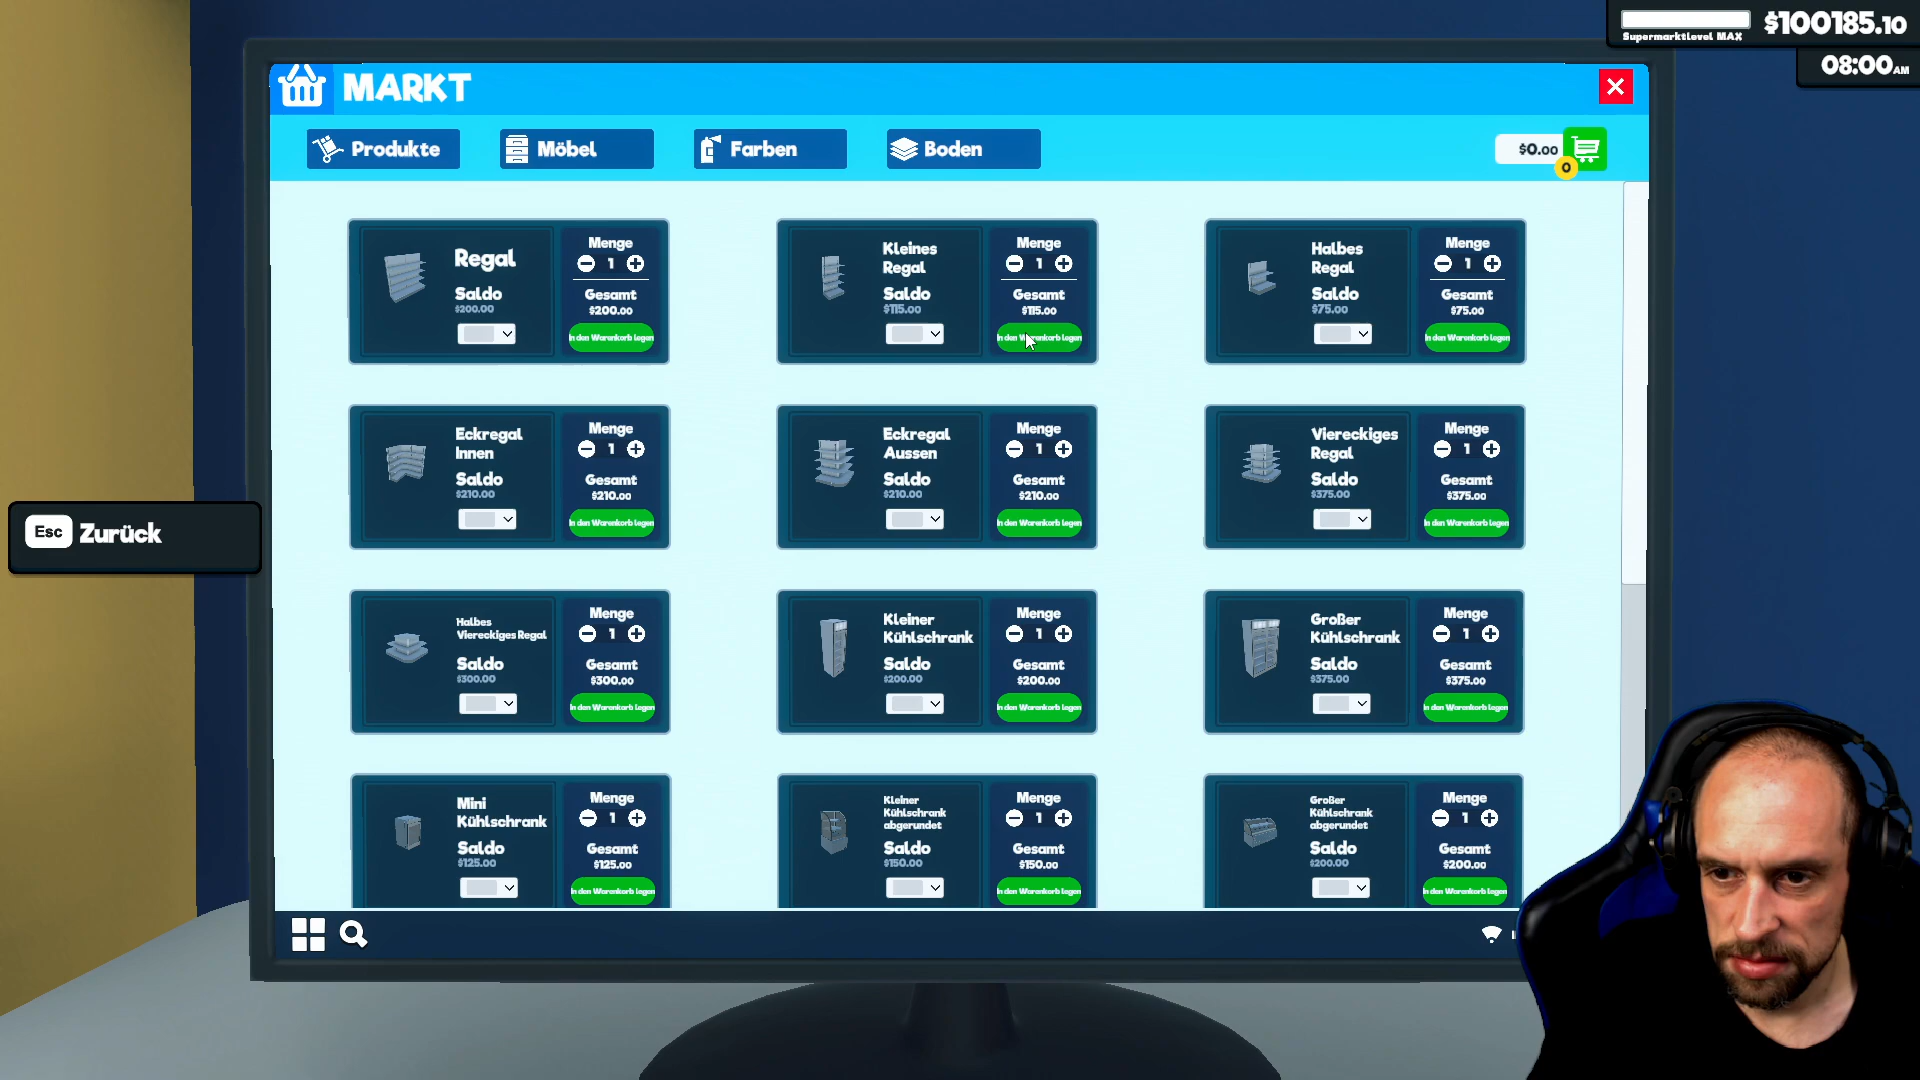 $100185.10
Supermarktlevel MAX
08:00AM
MARKT
Produkte
Möbel
Farben
Boden
$0.00
0
Regal
Saldo
$200.00
Menge
1
Gesamt
$200.00
In den Warenkorb legen
Kleines
Regal
Saldo
$115.00
Menge
1
Gesamt
$115.00
In den Warenkorb legen
Halbes
Regal
Saldo
$75.00
Menge
1
Gesamt
$75.00
In den Warenkorb legen
Eckregal
Innen
Saldo
$210.00
Menge
1
Gesamt
$210.00
In den Warenkorb legen
Eckregal
Aussen
Saldo
$210.00
Menge
1
Gesamt
$210.00
In den Warenkorb legen
Viereckiges
Regal
Saldo
$375.00
Menge
1
Gesamt
$375.00
In den Warenkorb legen
Esc Zurück
Halbes
Viereckiges Regal
Saldo
$300.00
Menge
1
Gesamt
$300.00
In den Warenkorb legen
Kleiner
Kühlschrank
Saldo
$200.00
Menge
1
Gesamt
$200.00
In den Warenkorb legen
Großer
Kühlschrank
Saldo
$375.00
Menge
1
Gesamt
$375.00
In den Warenkorb legen
Mini
Kühlschrank
Saldo
$125.00
Menge
1
Gesamt
$125.00
In den Warenkorb legen
Kleiner
Kühlschrank
abgerundet
Saldo
$150.00
Menge
1
Gesamt
$150.00
In den Warenkorb legen
Großer
Kühlschrank
abgerundet
Saldo
$200.00
Menge
1
Gesamt
$200.00
In den Warenkorb legen